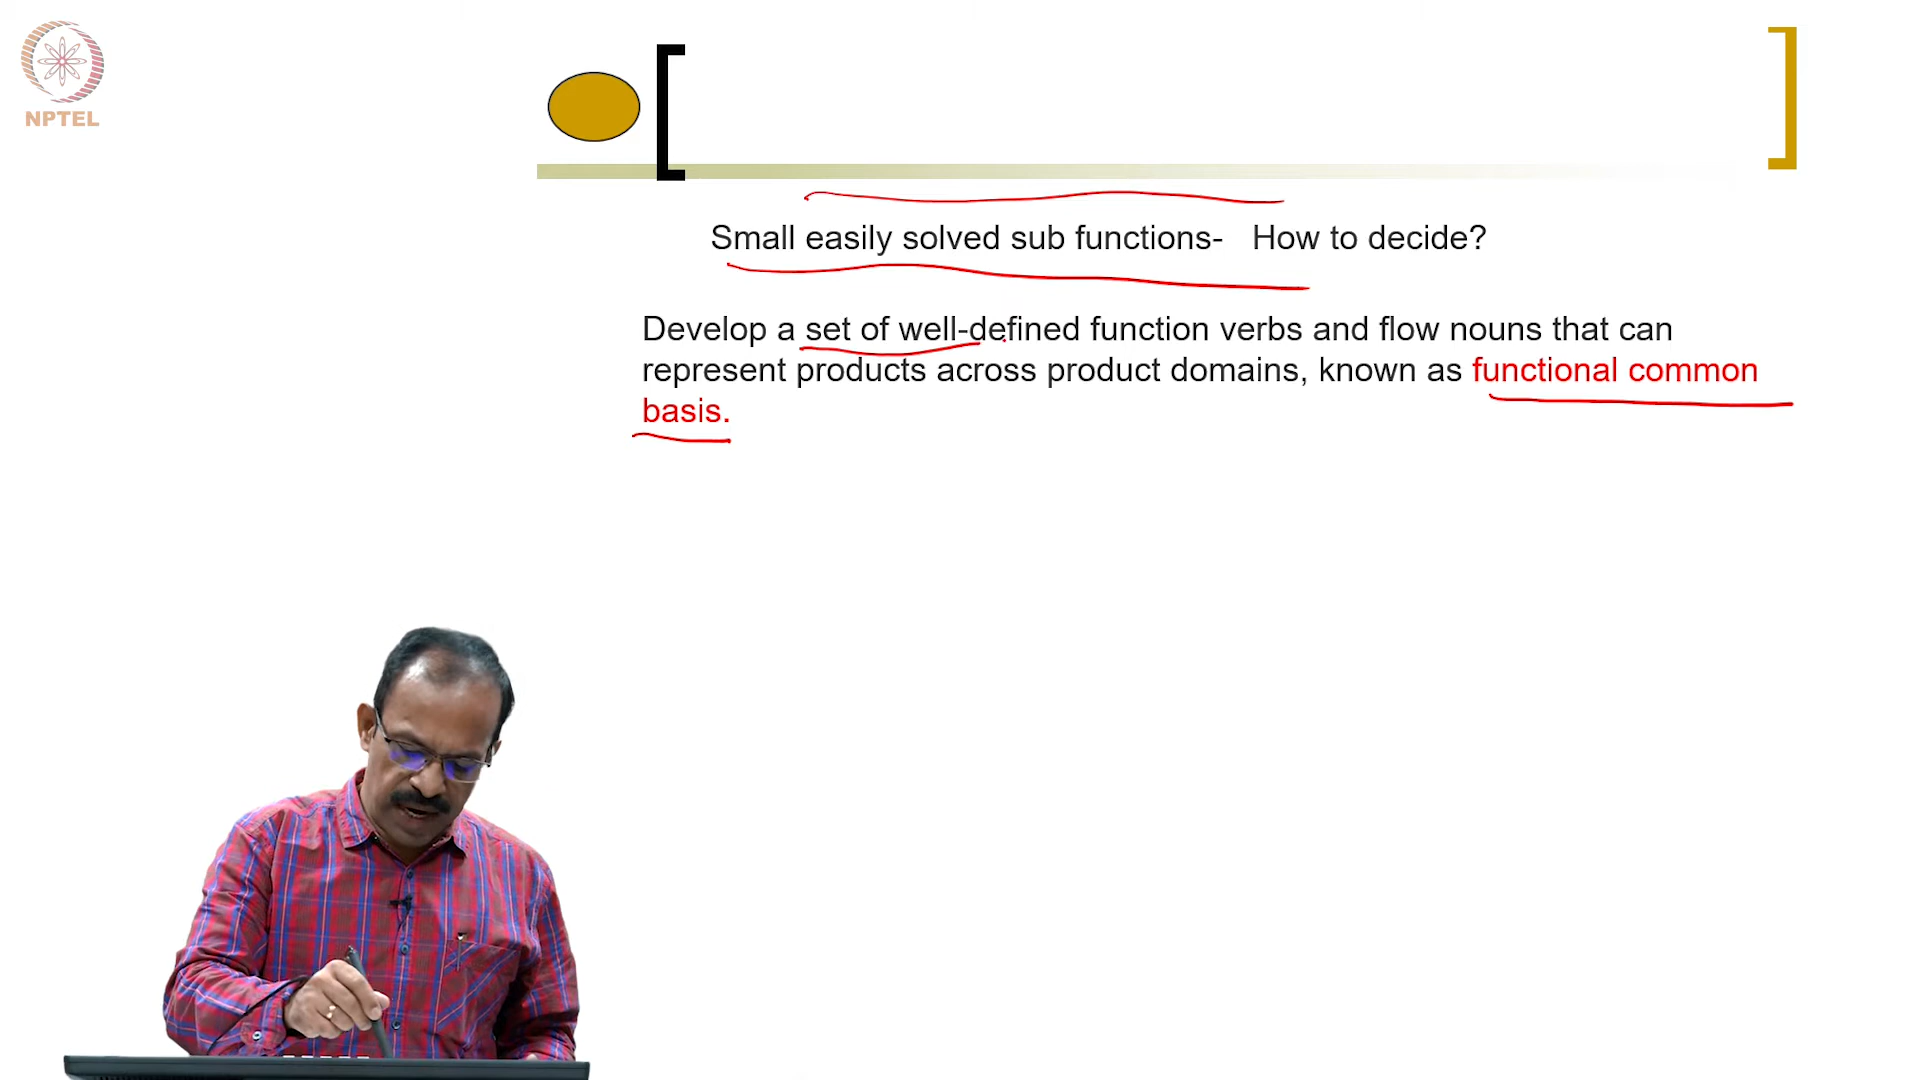 NPTEL
Small easily solved sub functions- How to decide?
Develop a set of well-defined function verbs and flow nouns that can
represent products across product domains, known as functional common
basis.